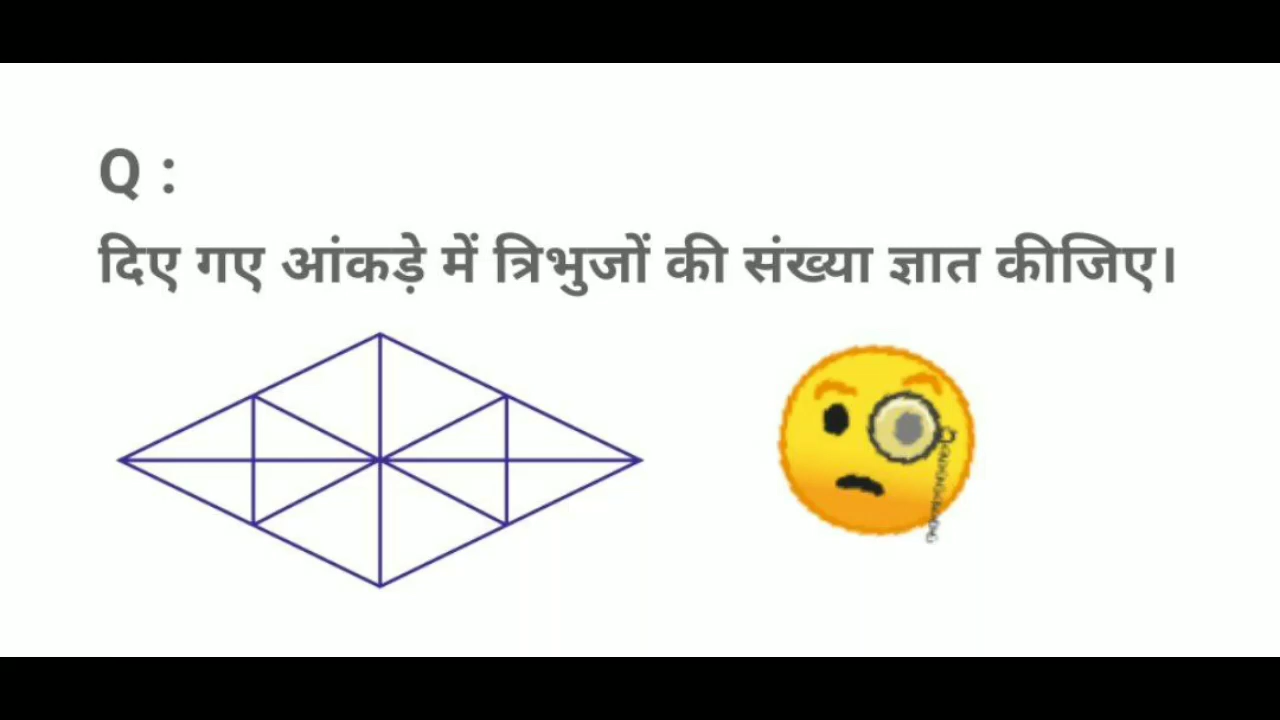 Q :
दिए गए आंकड़े में त्रिभुजों की संख्या ज्ञात कीजिए।